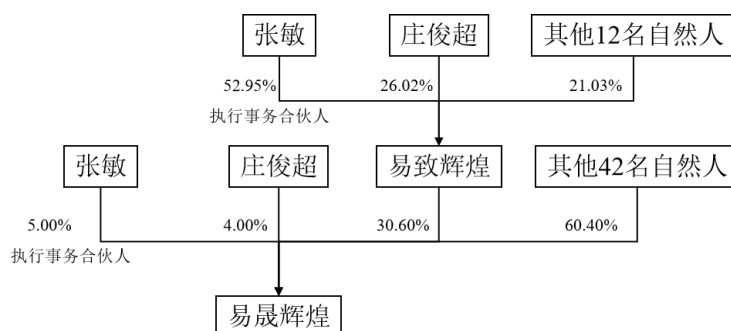 张敏
庄俊超
其他12名自然人
52.95%
26.02%
21.03%
执行事务合伙人
张敏
庄俊超
易致辉煌
其他42名自然人
5.00%
4.00%
30.60%
60.40%
执行事务合伙人
易晟辉煌